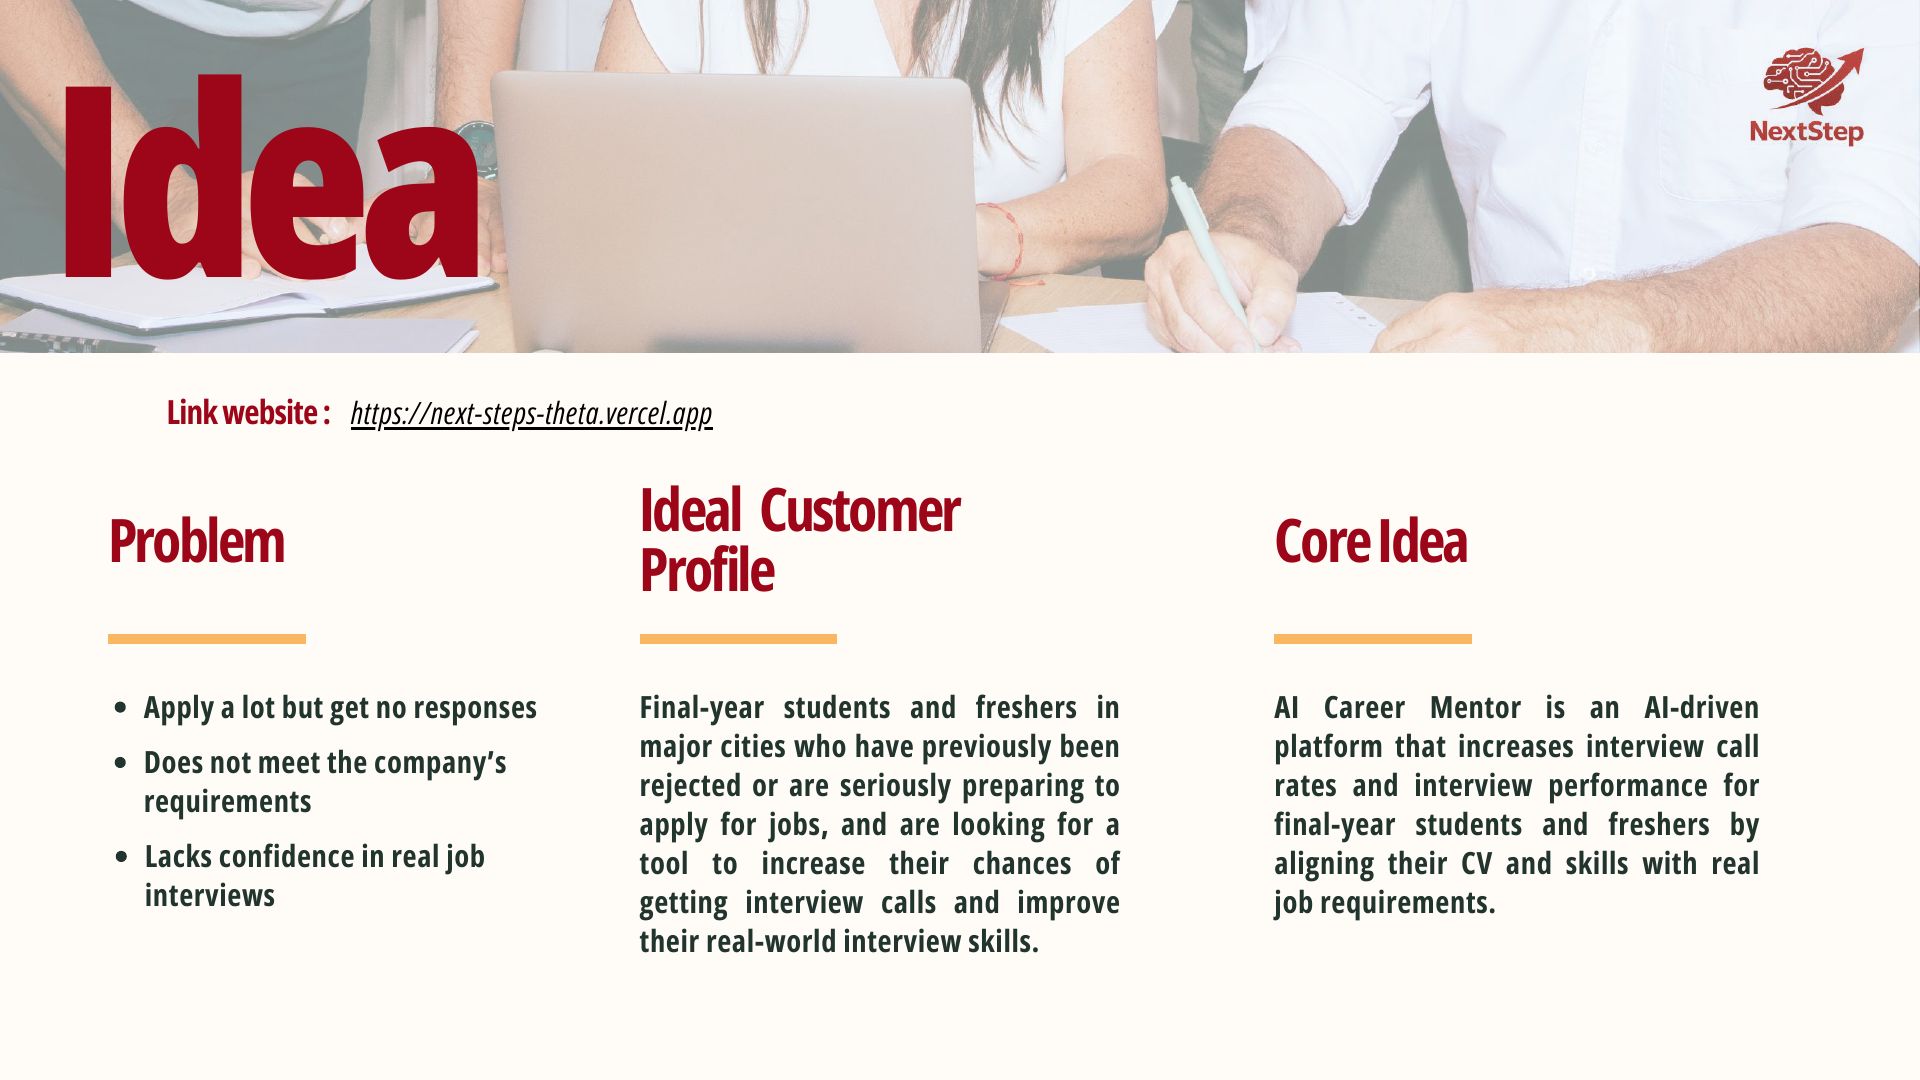 Idea
NextStep
Link website : https://next-steps-theta.vercel.app
Problem
• Apply a lot but get no responses
• Does not meet the company’s
requirements
• Lacks confidence in real job
interviews
Ideal Customer
Profile
Final-year students and freshers in
major cities who have previously been
rejected or are seriously preparing to
apply for jobs, and are looking for a
tool to increase their chances of
getting interview calls and improve
their real-world interview skills.
Core Idea
AI Career Mentor is an AI-driven
platform that increases interview call
rates and interview performance for
final-year students and freshers by
aligning their CV and skills with real
job requirements.